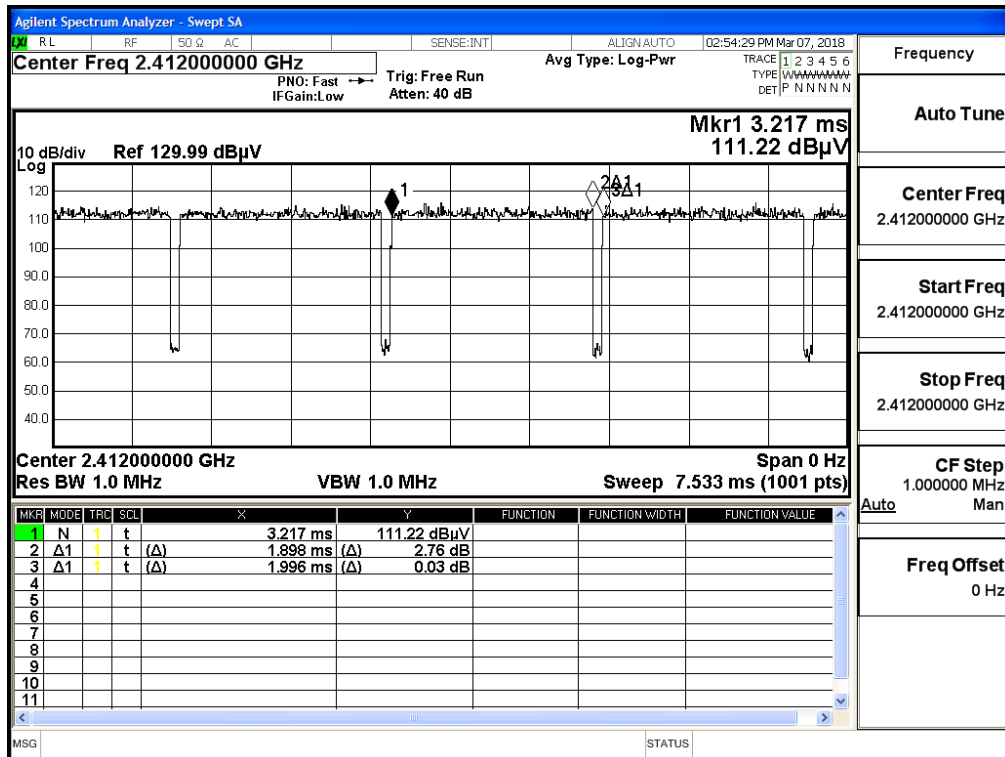 Agilent Spectrum Analyzer - Swept SA
LXI RL RF 50 Ω AC SENSE:INT ALIGN AUTO 02:54:29 PM Mar 07, 2018
Center Freq 2.412000000 GHz
PNO: Fast
IFGain:Low
Trig: Free Run
Atten: 40 dB
Avg Type: Log-Pwr
TRACE 1 2 3 4 5 6
TYPE WWWWWW
DET P N N N N N
Mkr1 3.217 ms
111.22 dBµV
10 dB/div Ref 129.99 dBµV
Log
120
110
100
90.0
80.0
70.0
60.0
50.0
40.0
1
2Δ1
3Δ1
Center 2.412000000 GHz Span 0 Hz
Res BW 1.0 MHz VBW 1.0 MHz Sweep 7.533 ms (1001 pts)
MKR MODE TRC SCL X Y FUNCTION FUNCTION WIDTH FUNCTION VALUE
1 N 1 t 3.217 ms 111.22 dBµV
2 Δ1 1 t (Δ) 1.898 ms (Δ) 2.76 dB
3 Δ1 1 t (Δ) 1.996 ms (Δ) 0.03 dB
4
5
6
7
8
9
10
11
MSG STATUS
Frequency
Auto Tune
Center Freq
2.412000000 GHz
Start Freq
2.412000000 GHz
Stop Freq
2.412000000 GHz
CF Step
1.000000 MHz
Auto Man
Freq Offset
0 Hz